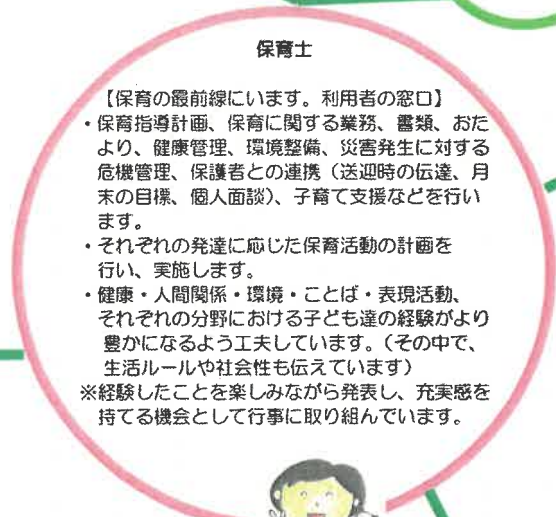 保育士
【保育の最前線にいます。利用者の窓口】
・保育指導計画、保育に関する業務、書類、おた
より、健康管理、環境整備、災害発生に対する
危機管理、保護者との連携(送迎時の伝達、月
末の目標、個人面談)、子育て支援などを行い
ます。
・それぞれの発達に応じた保育活動の計画を
行い、実施します。
・健康・人間関係・環境・ことば・表現活動、
それぞれの分野における子ども達の経験がより
豊かになるよう工夫しています。(その中で、
生活ルールや社会性も伝えています)
※経験したことを楽しみながら発表し、充実感を
持てる機会として行事に取り組んでいます。